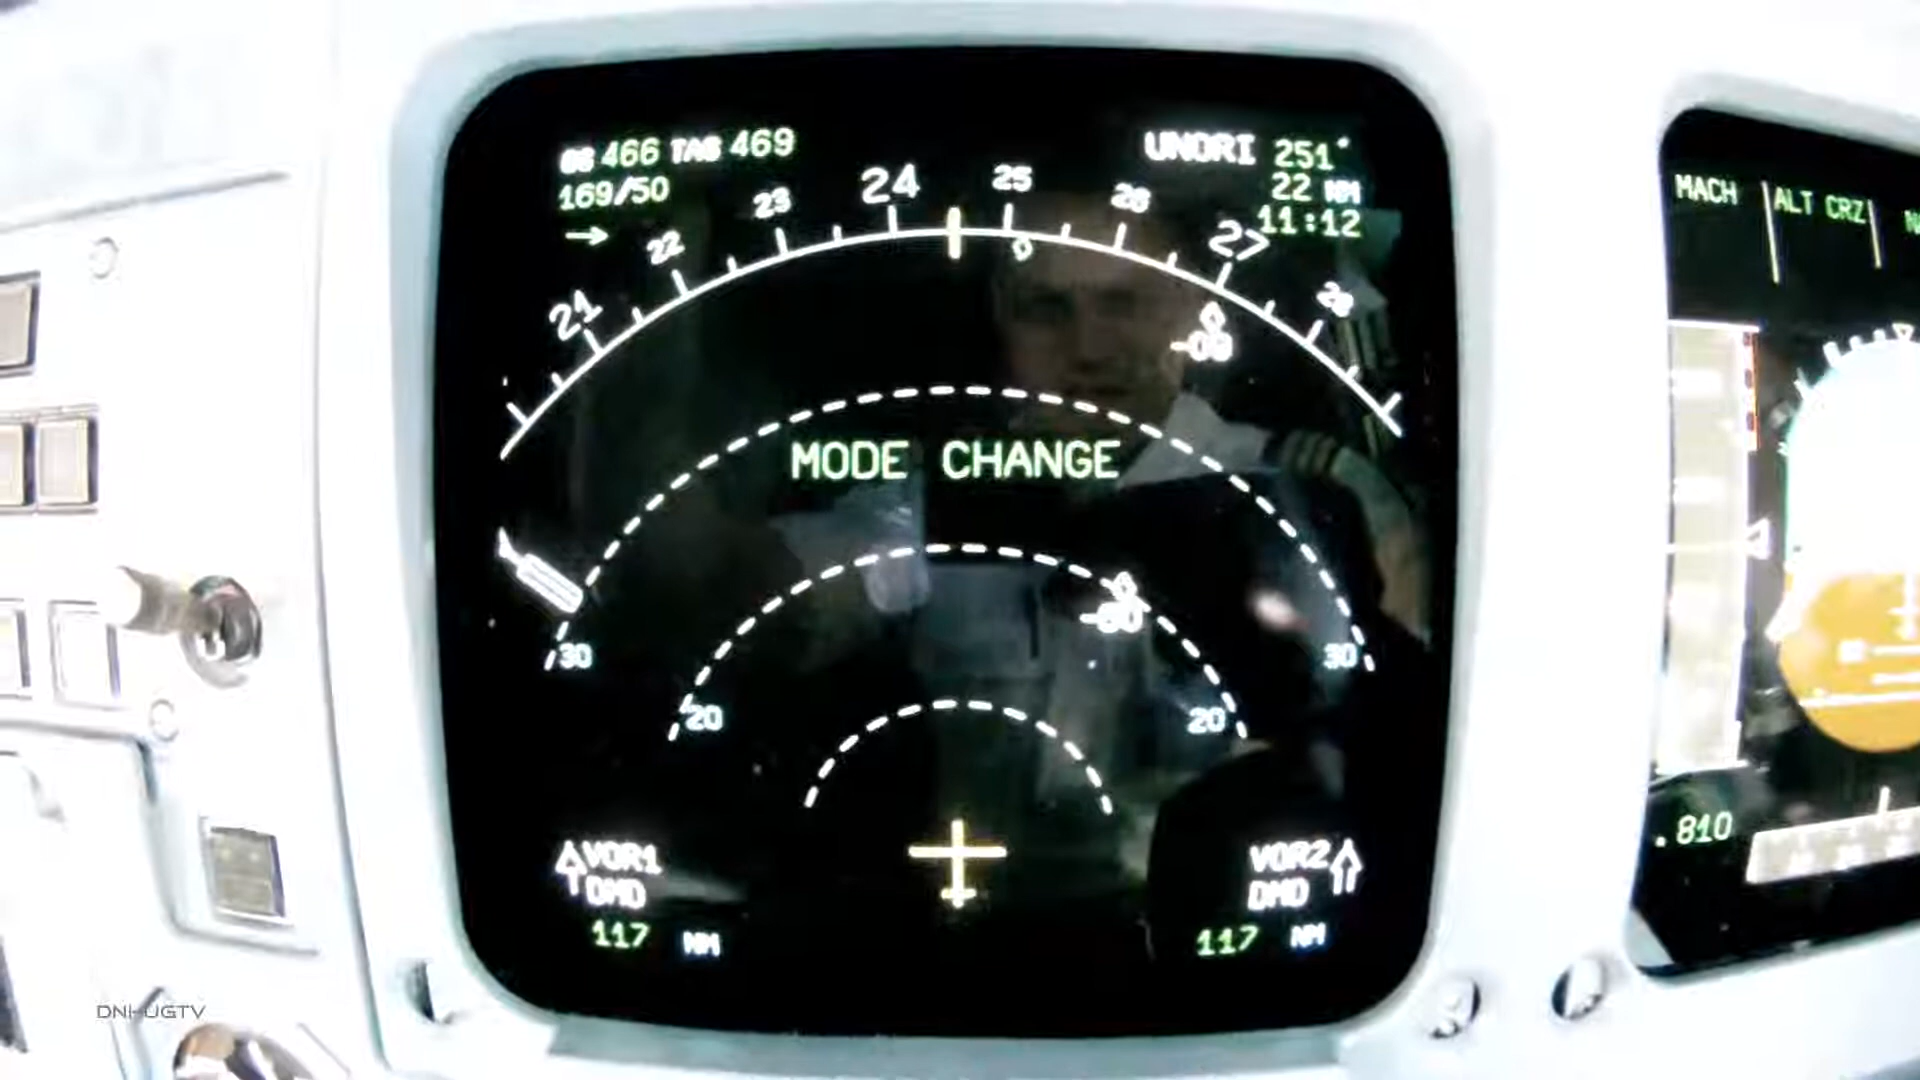 GS 466 TAS 469
169/50
→
UNORI 251°
22 NM
11:12
21 22 23 24 25 26 27 28
-09
MODE CHANGE
30 30
20 20
VOR1
DMD
117 NM
VOR2
DMD
117 NM
MACH ALT CRZ
.810
DNI-UGTV